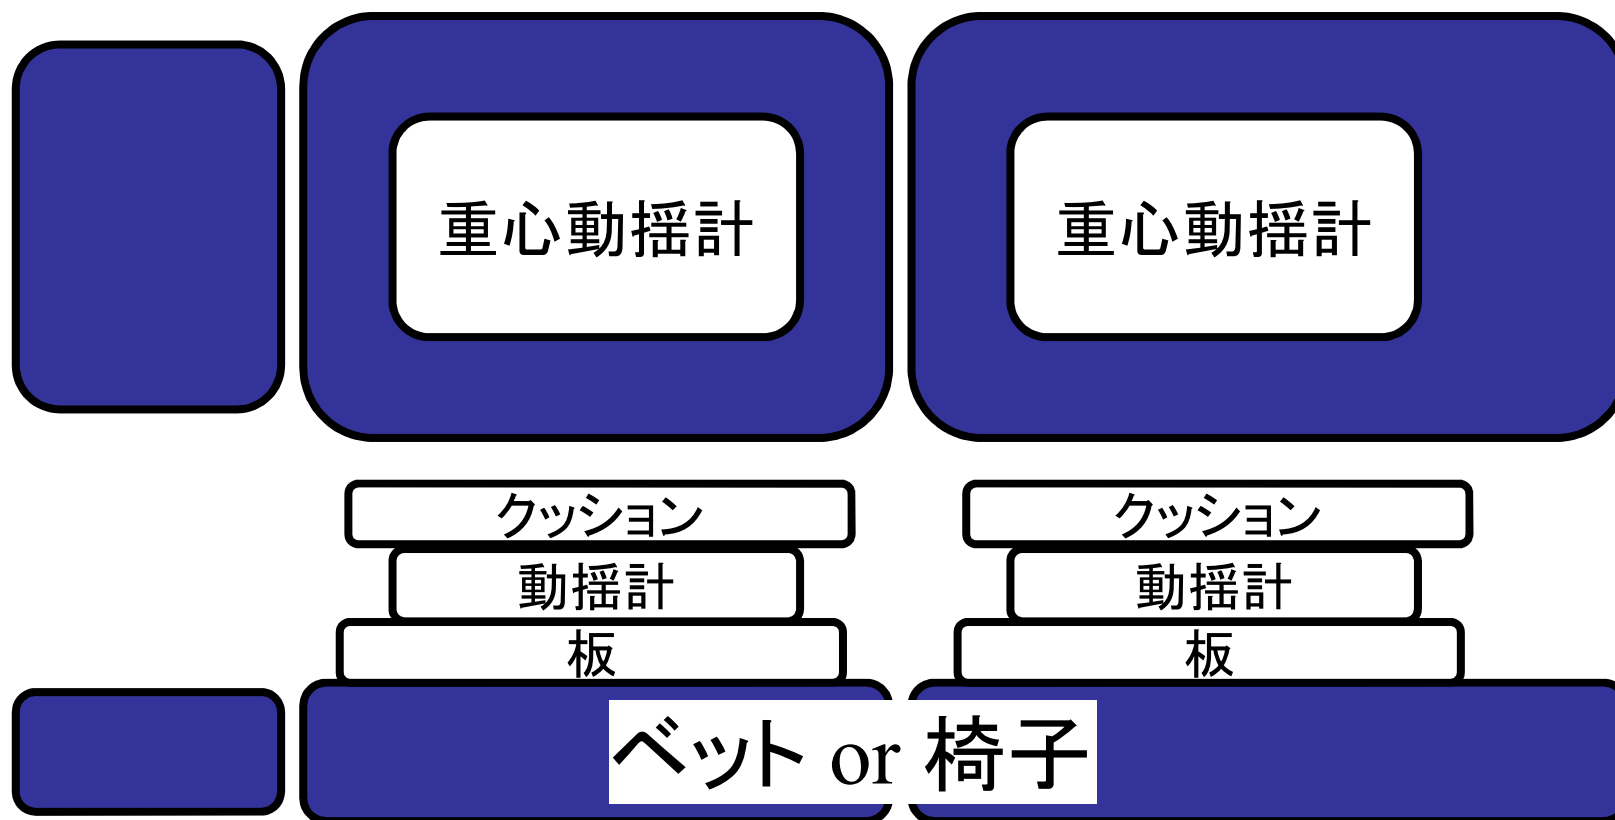 重心動揺計
重心動揺計
クッション
クッション
動揺計
動揺計
板
板
ベット or 椅子